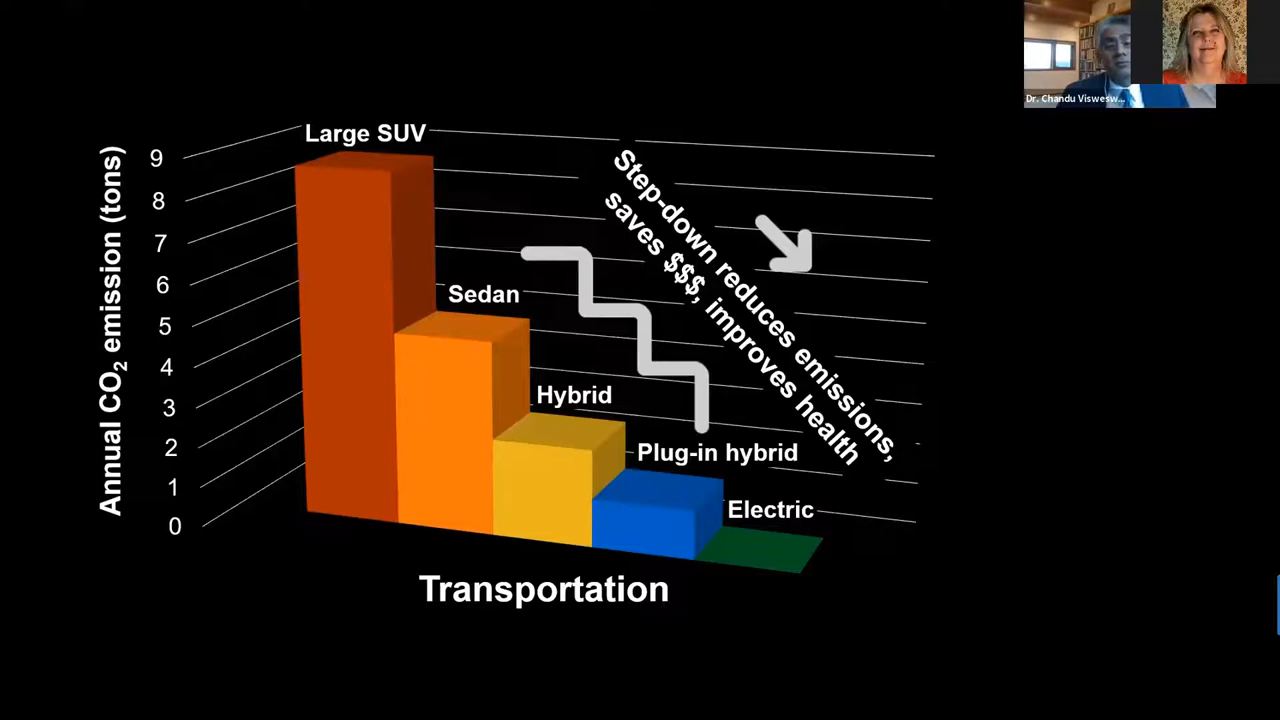 Dr. Chandu Viswesw...
Large SUV
Annual CO₂ emission (tons)
9
8
7
6
5
4
3
2
1
0
Step-down reduces emissions,
saves $$$, improves health
Sedan
Hybrid
Plug-in hybrid
Electric
Transportation